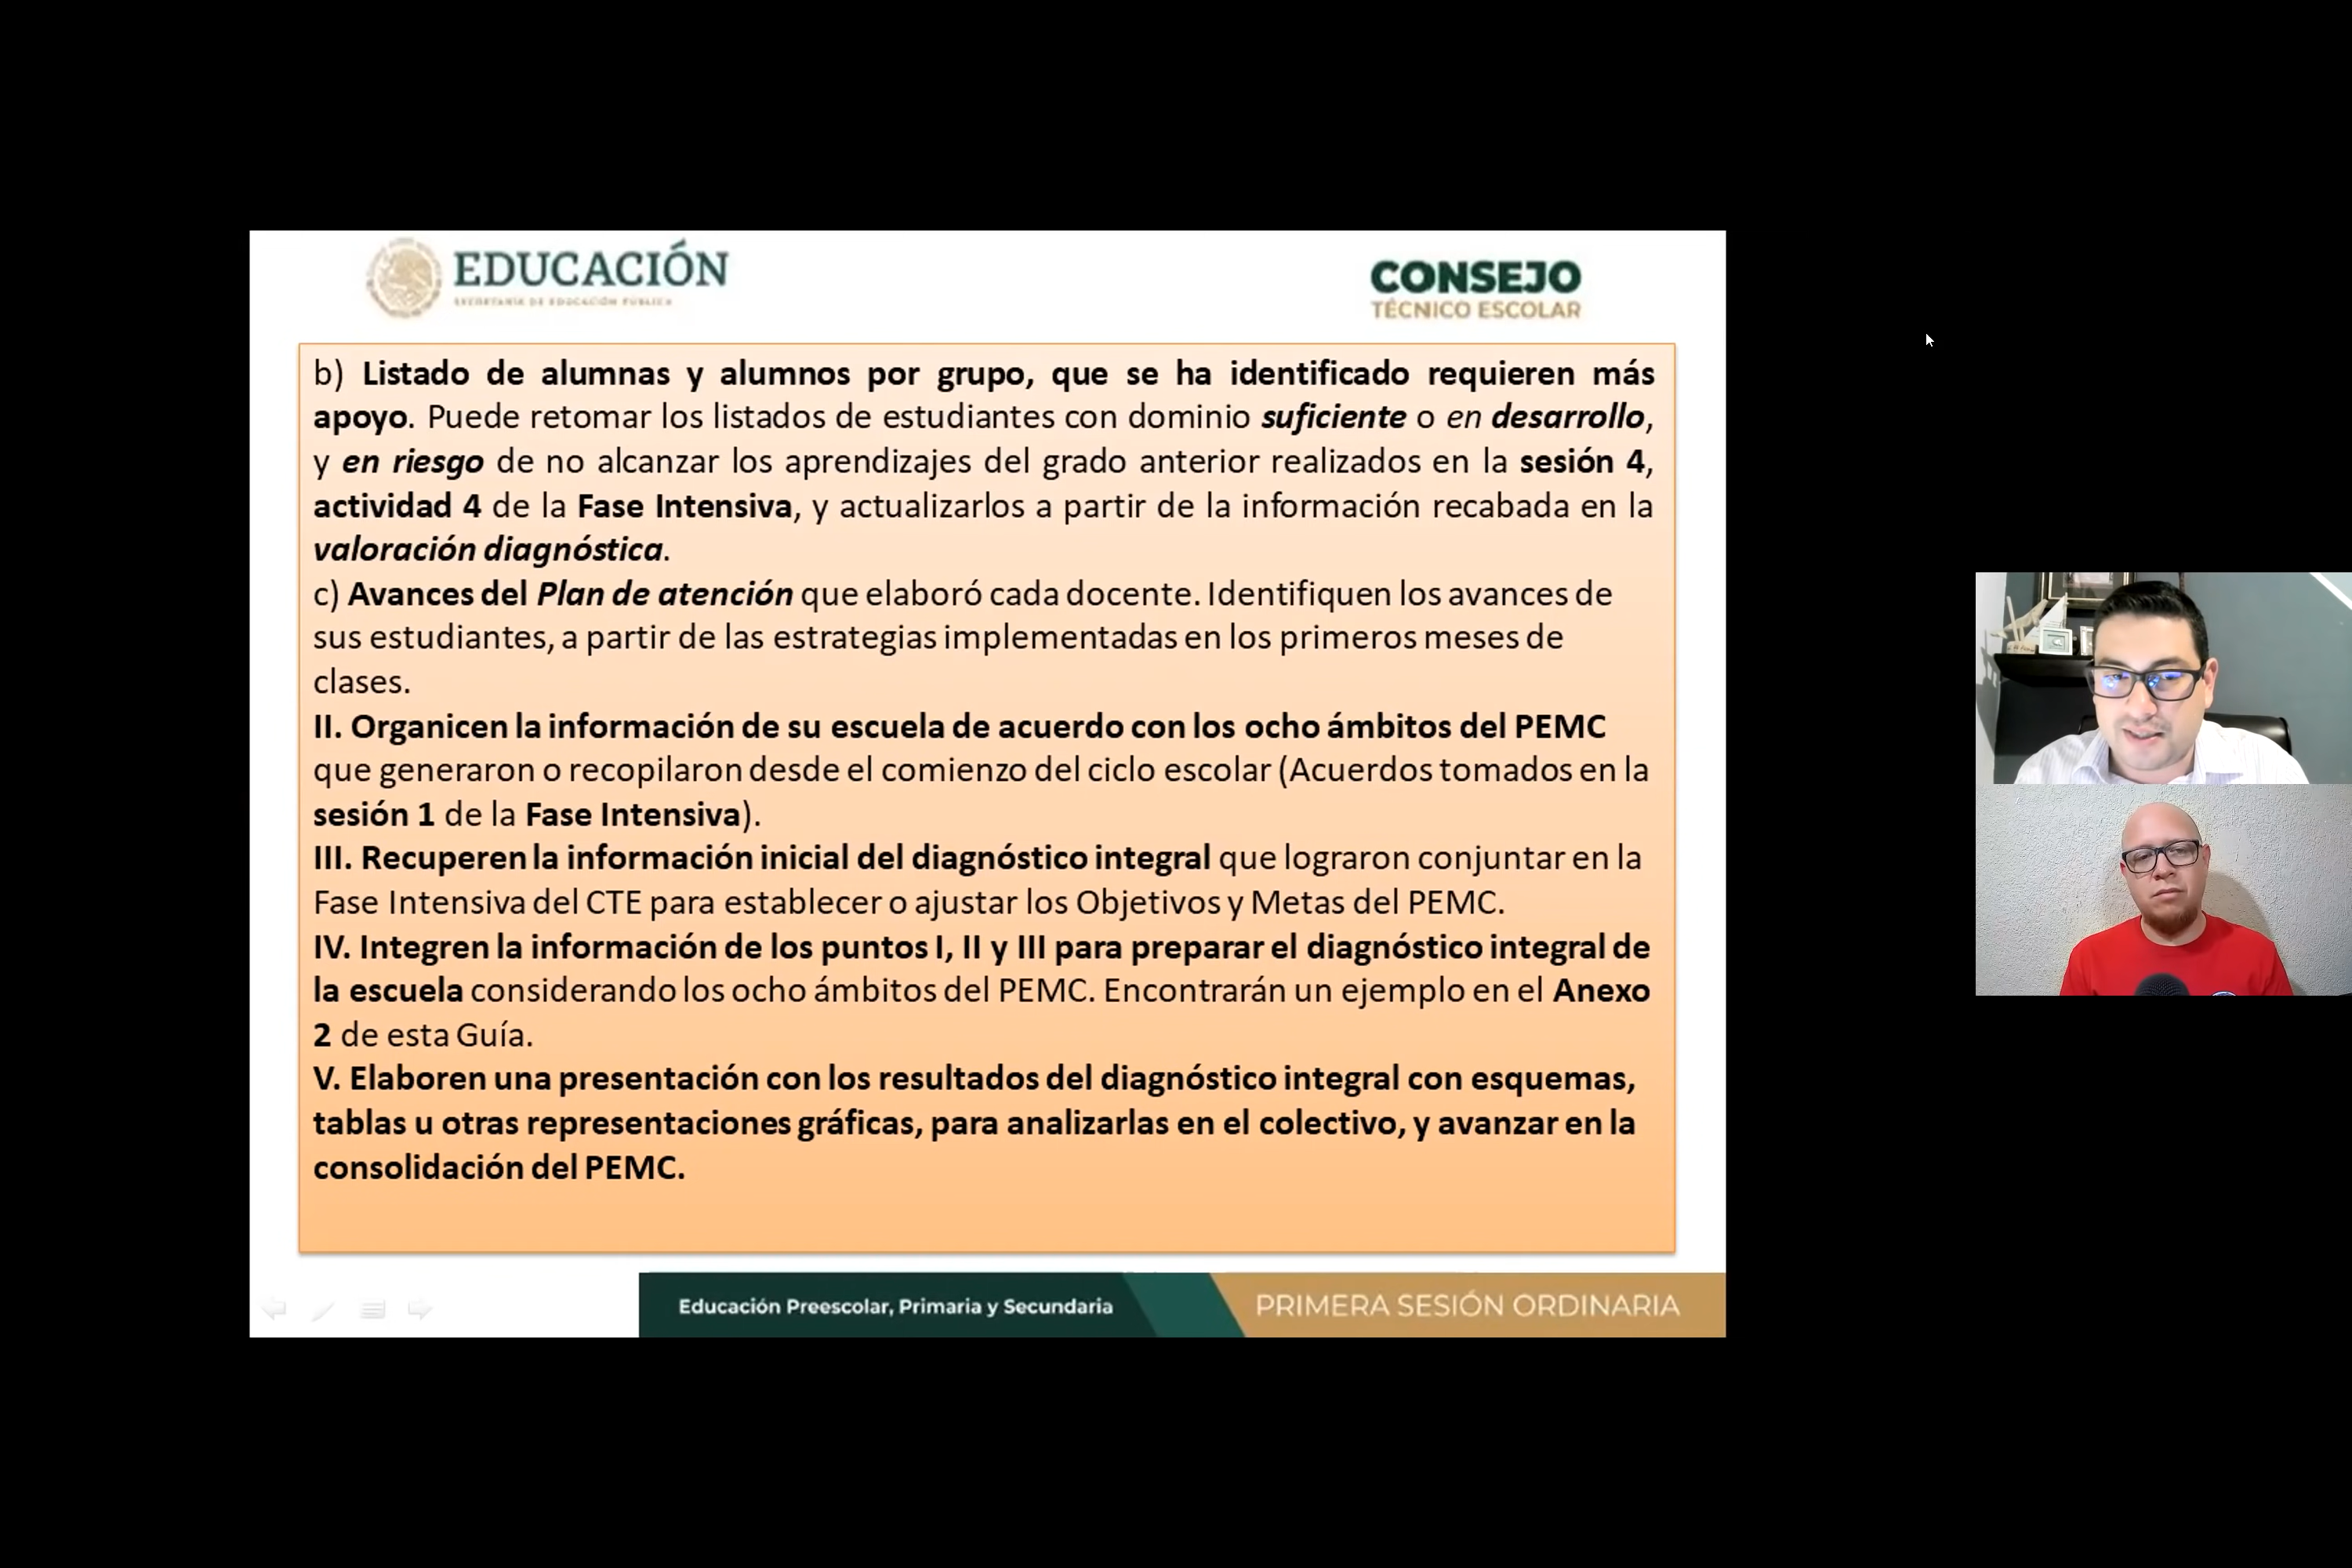 EDUCACIÓN
SECRETARÍA DE EDUCACIÓN PÚBLICA
CONSEJO
TÉCNICO ESCOLAR
b) Listado de alumnas y alumnos por grupo, que se ha identificado requieren más
apoyo. Puede retomar los listados de estudiantes con dominio suficiente o en desarrollo,
y en riesgo de no alcanzar los aprendizajes del grado anterior realizados en la sesión 4,
actividad 4 de la Fase Intensiva, y actualizarlos a partir de la información recabada en la
valoración diagnóstica.
c) Avances del Plan de atención que elaboró cada docente. Identifiquen los avances de
sus estudiantes, a partir de las estrategias implementadas en los primeros meses de
clases.
II. Organicen la información de su escuela de acuerdo con los ocho ámbitos del PEMC
que generaron o recopilaron desde el comienzo del ciclo escolar (Acuerdos tomados en la
sesión 1 de la Fase Intensiva).
III. Recuperen la información inicial del diagnóstico integral que lograron conjuntar en la
Fase Intensiva del CTE para establecer o ajustar los Objetivos y Metas del PEMC.
IV. Integren la información de los puntos I, II y III para preparar el diagnóstico integral de
la escuela considerando los ocho ámbitos del PEMC. Encontrarán un ejemplo en el Anexo
2 de esta Guía.
V. Elaboren una presentación con los resultados del diagnóstico integral con esquemas,
tablas u otras representaciones gráficas, para analizarlas en el colectivo, y avanzar en la
consolidación del PEMC.
Educación Preescolar, Primaria y Secundaria
PRIMERA SESIÓN ORDINARIA